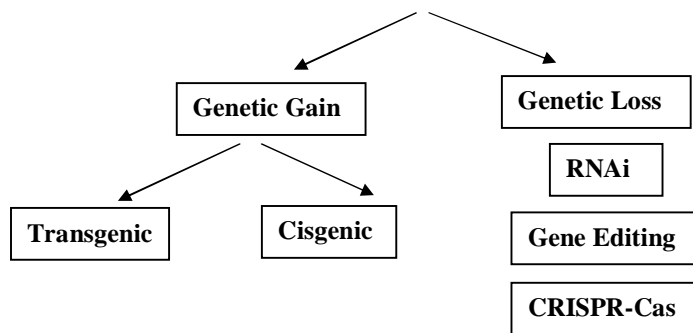 Genetic Gain
Genetic Loss
RNAi
Transgenic
Cisgenic
Gene Editing
CRISPR-Cas